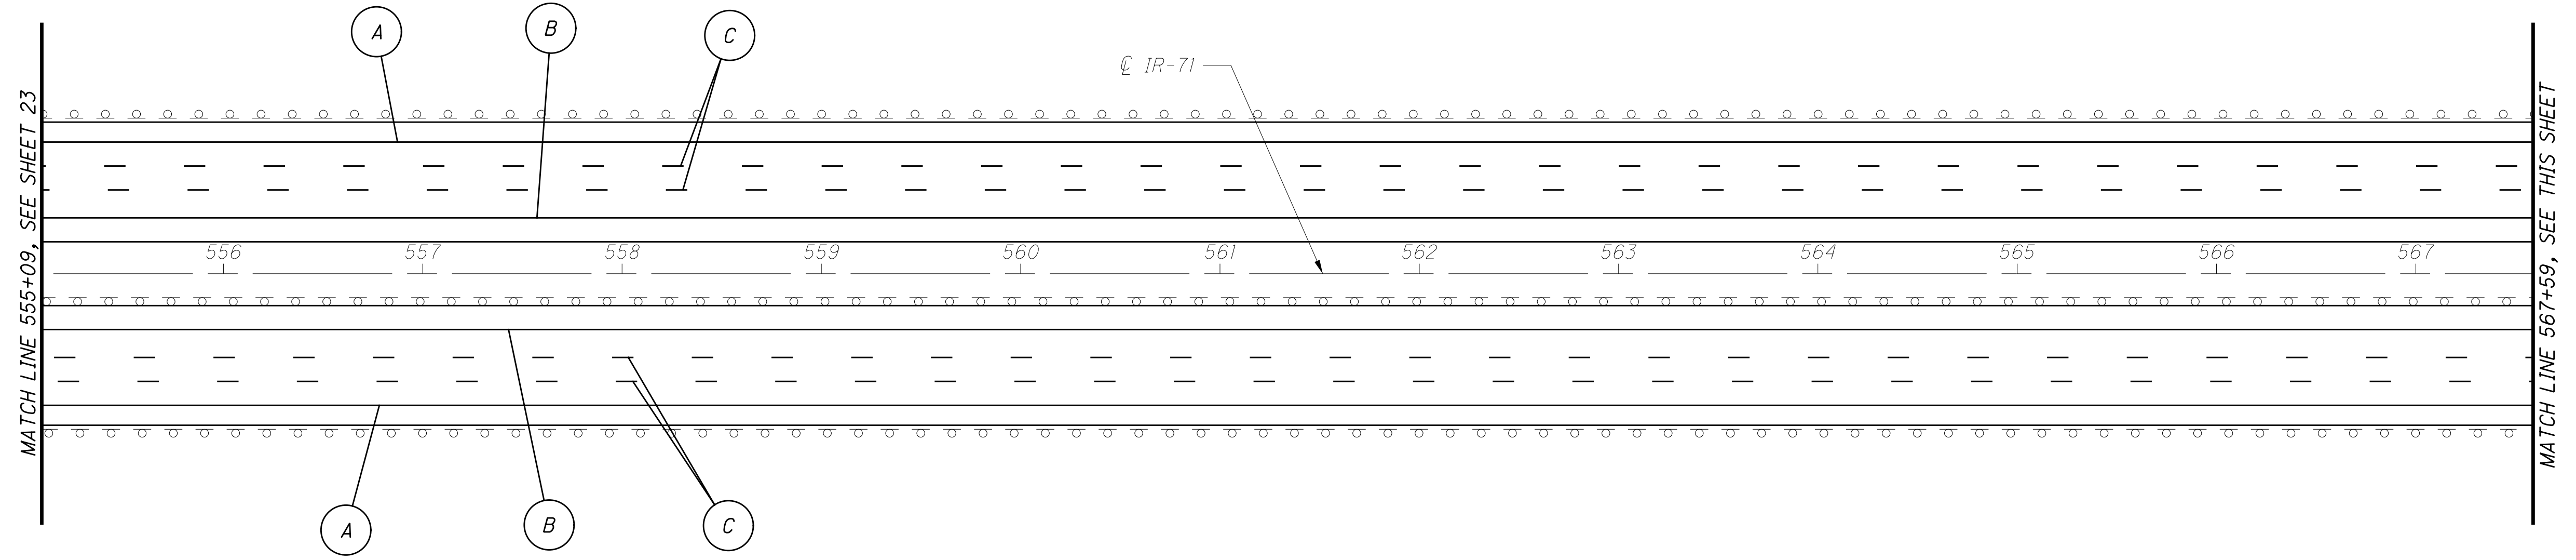 A
B
C
℄ IR-71
MATCH LINE 555+09, SEE SHEET 23
556 557 558 559 560 561 562 563 564 565 566 567
MATCH LINE 567+59, SEE THIS SHEET
A
B
C